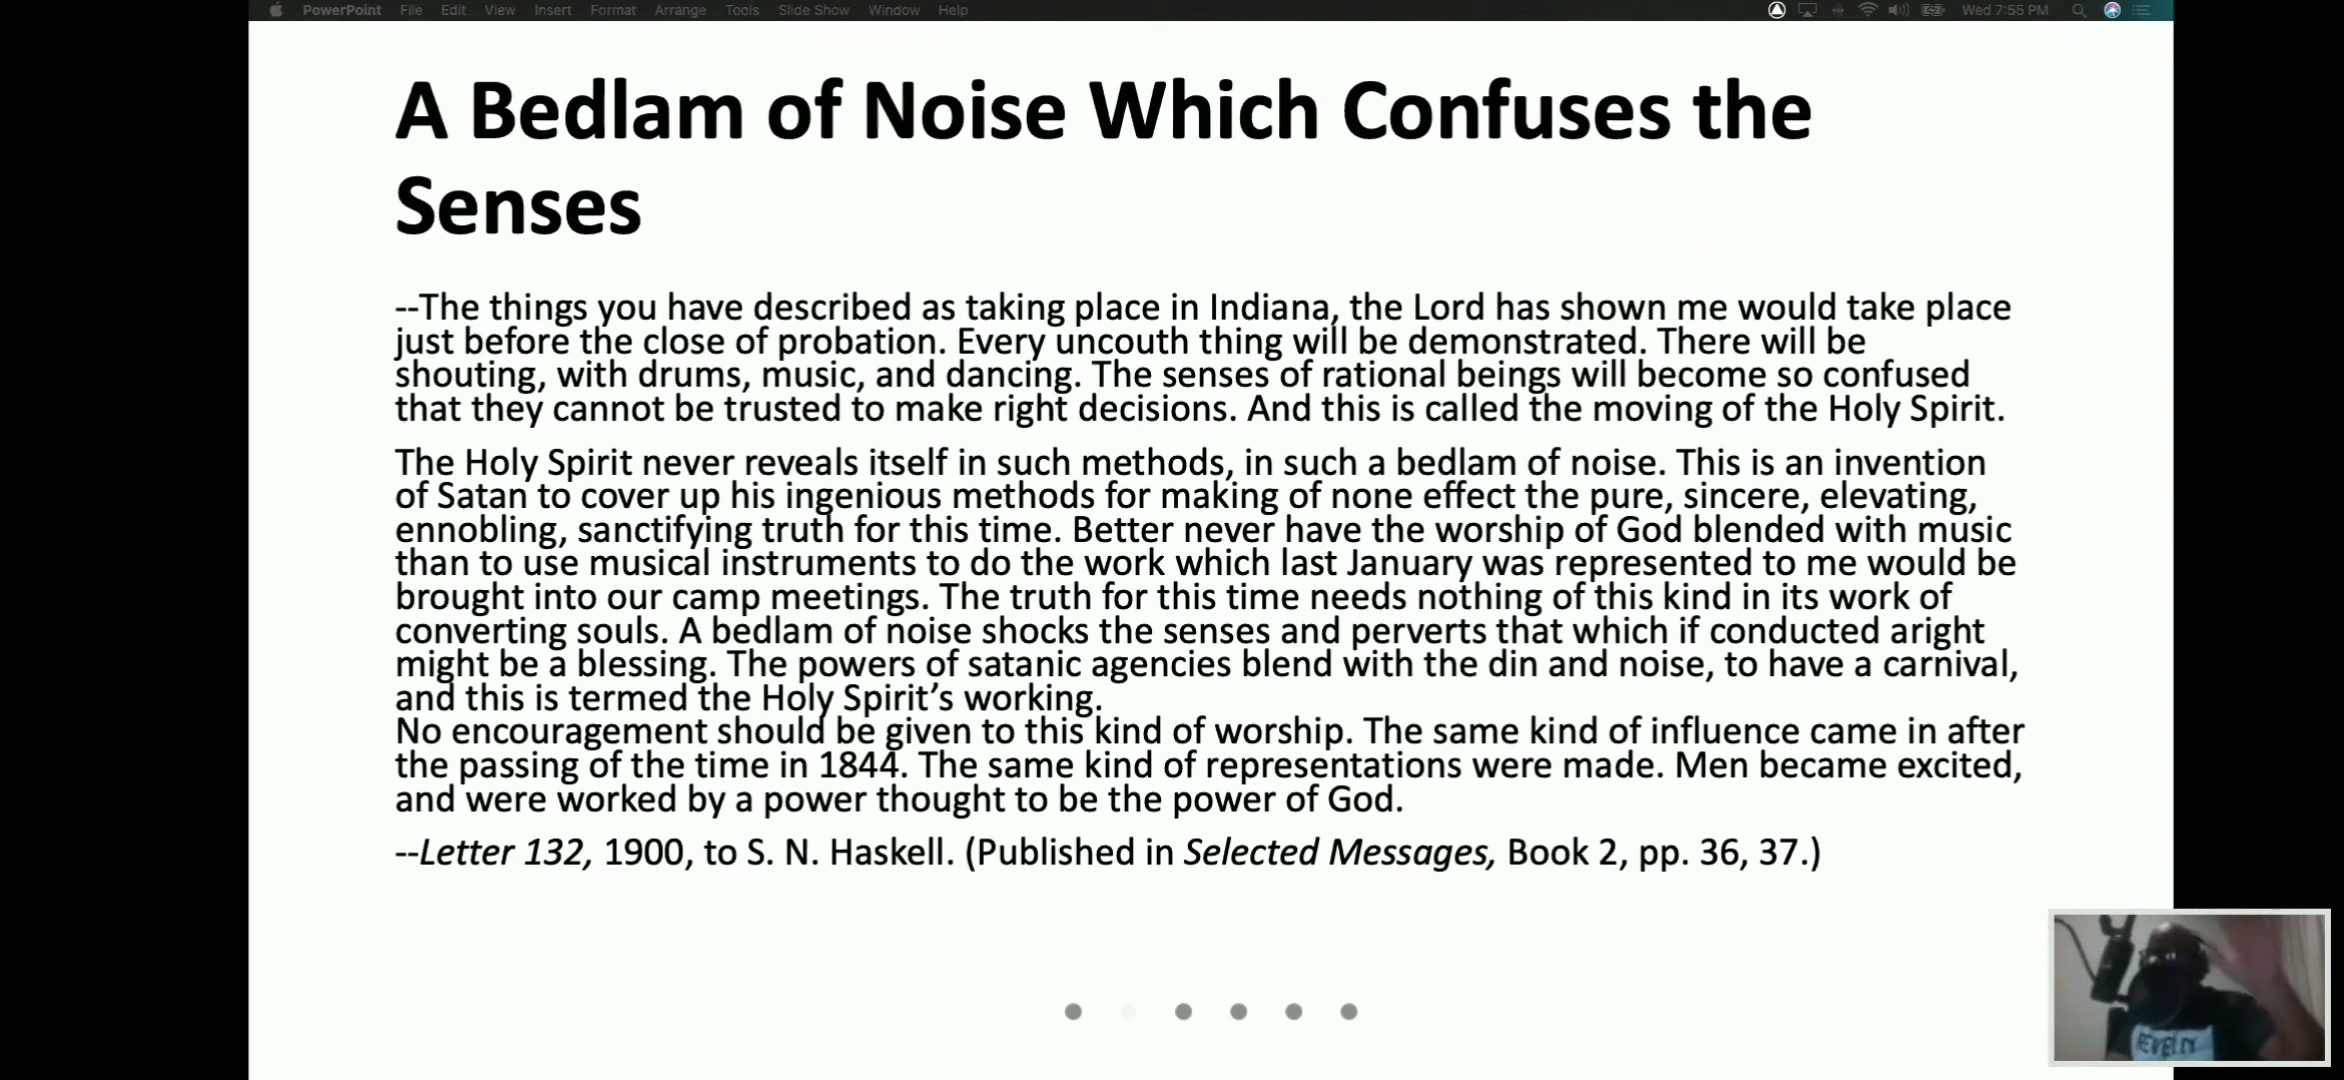 PowerPoint File Edit View Insert Format Arrange Tools Slide Show Window Help Wed 7:55 PM
A Bedlam of Noise Which Confuses the
Senses
--The things you have described as taking place in Indiana, the Lord has shown me would take place
just before the close of probation. Every uncouth thing will be demonstrated. There will be
shouting, with drums, music, and dancing. The senses of rational beings will become so confused
that they cannot be trusted to make right decisions. And this is called the moving of the Holy Spirit.
The Holy Spirit never reveals itself in such methods, in such a bedlam of noise. This is an invention
of Satan to cover up his ingenious methods for making of none effect the pure, sincere, elevating,
ennobling, sanctifying truth for this time. Better never have the worship of God blended with music
than to use musical instruments to do the work which last January was represented to me would be
brought into our camp meetings. The truth for this time needs nothing of this kind in its work of
converting souls. A bedlam of noise shocks the senses and perverts that which if conducted aright
might be a blessing. The powers of satanic agencies blend with the din and noise, to have a carnival,
and this is termed the Holy Spirit’s working.
No encouragement should be given to this kind of worship. The same kind of influence came in after
the passing of the time in 1844. The same kind of representations were made. Men became excited,
and were worked by a power thought to be the power of God.
--Letter 132, 1900, to S. N. Haskell. (Published in Selected Messages, Book 2, pp. 36, 37.)